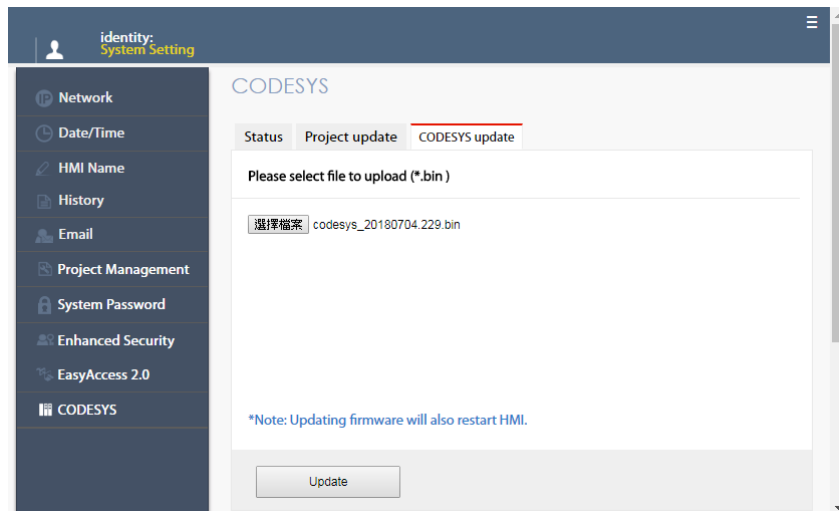 identity:
System Setting
Network
Date/Time
HMI Name
History
Email
Project Management
System Password
Enhanced Security
EasyAccess 2.0
CODESYS
CODESYS
Status Project update CODESYS update
Please select file to upload (*.bin )
選擇檔案 codesys_20180704.229.bin
*Note: Updating firmware will also restart HMI.
Update